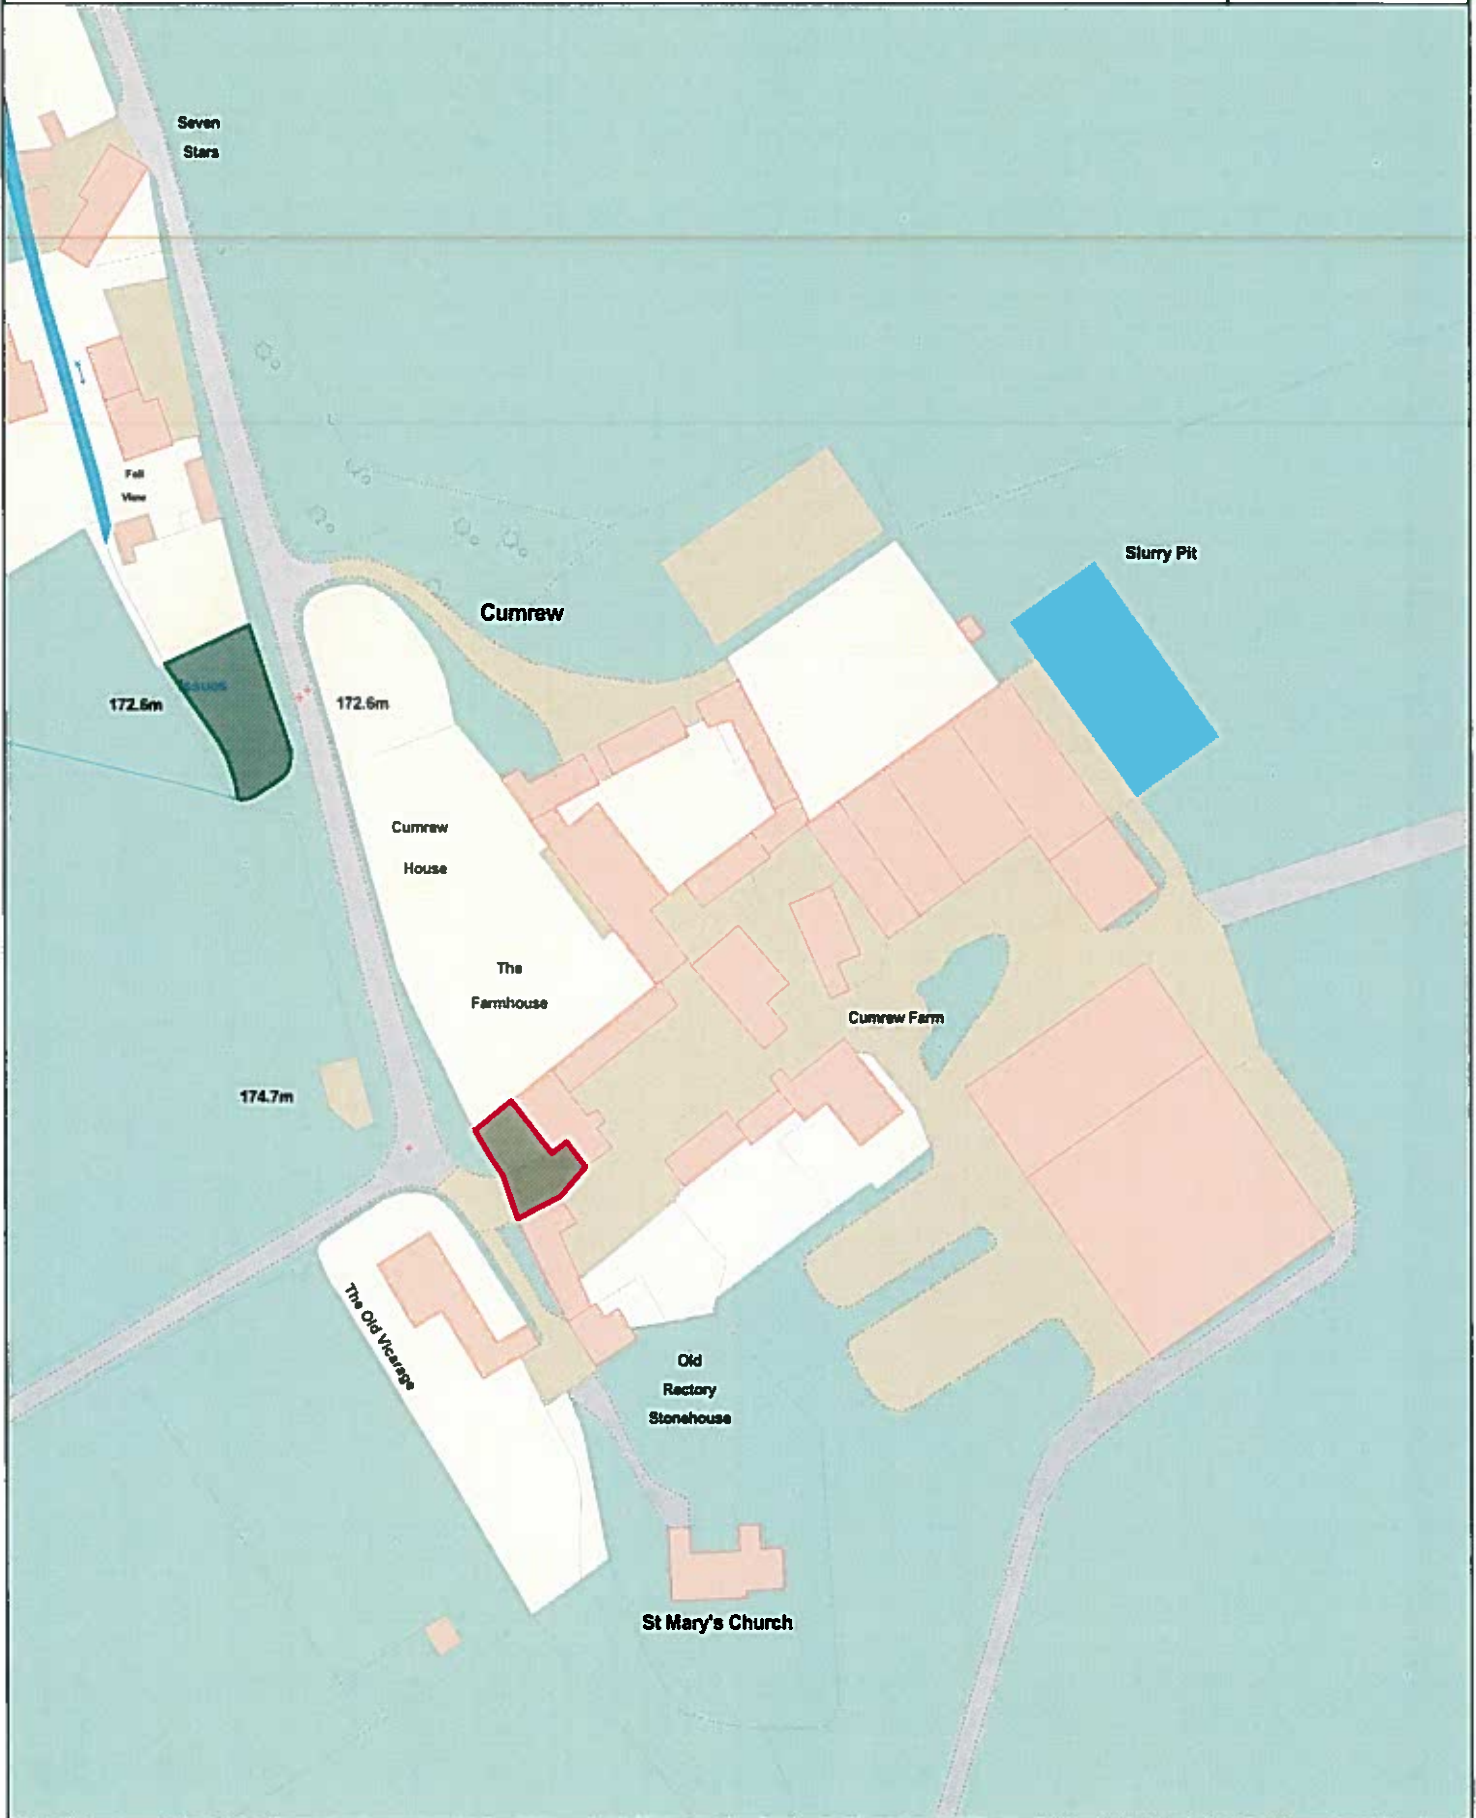 Seven
Stars
Fell
View
Slurry Pit
Cumrew
Issues
172.6m
172.6m
Cumrew
House
The
Farmhouse
Cumrew Farm
174.7m
The Old Vicarage
Old
Rectory
Stonehouse
St Mary's Church